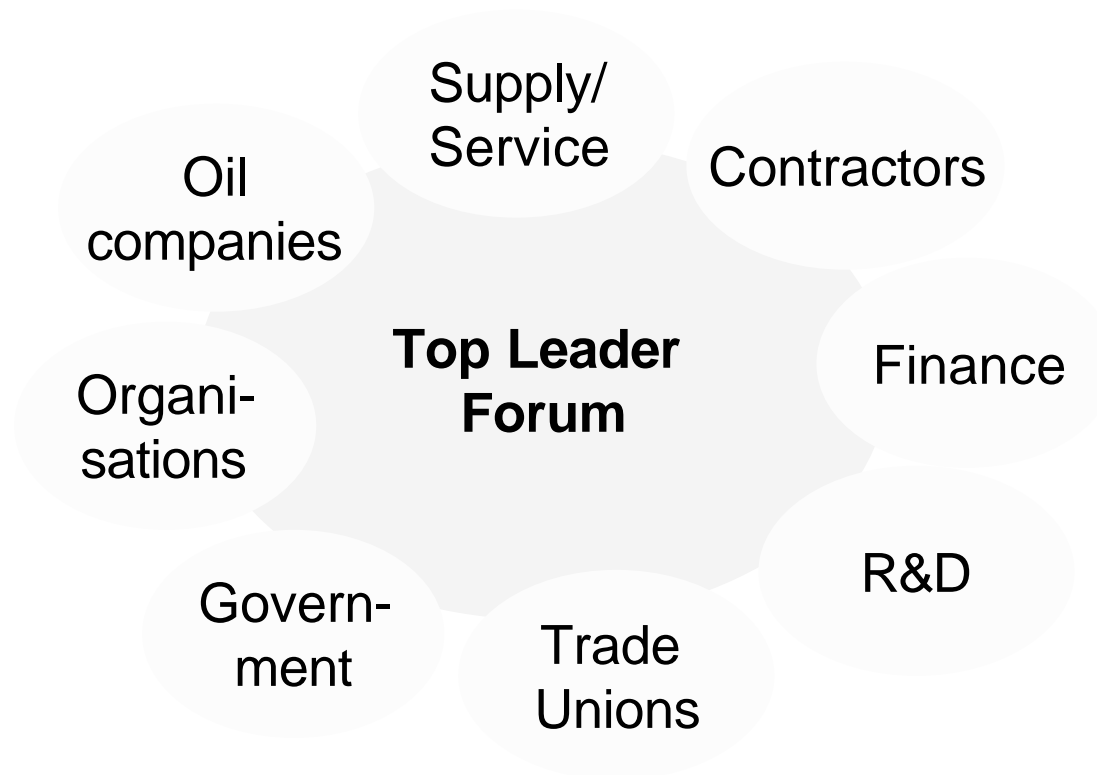 Supply/
Service
Contractors
Oil
companies
Top Leader
Forum
Finance
Organi-
sations
R&D
Govern-
ment
Trade
Unions